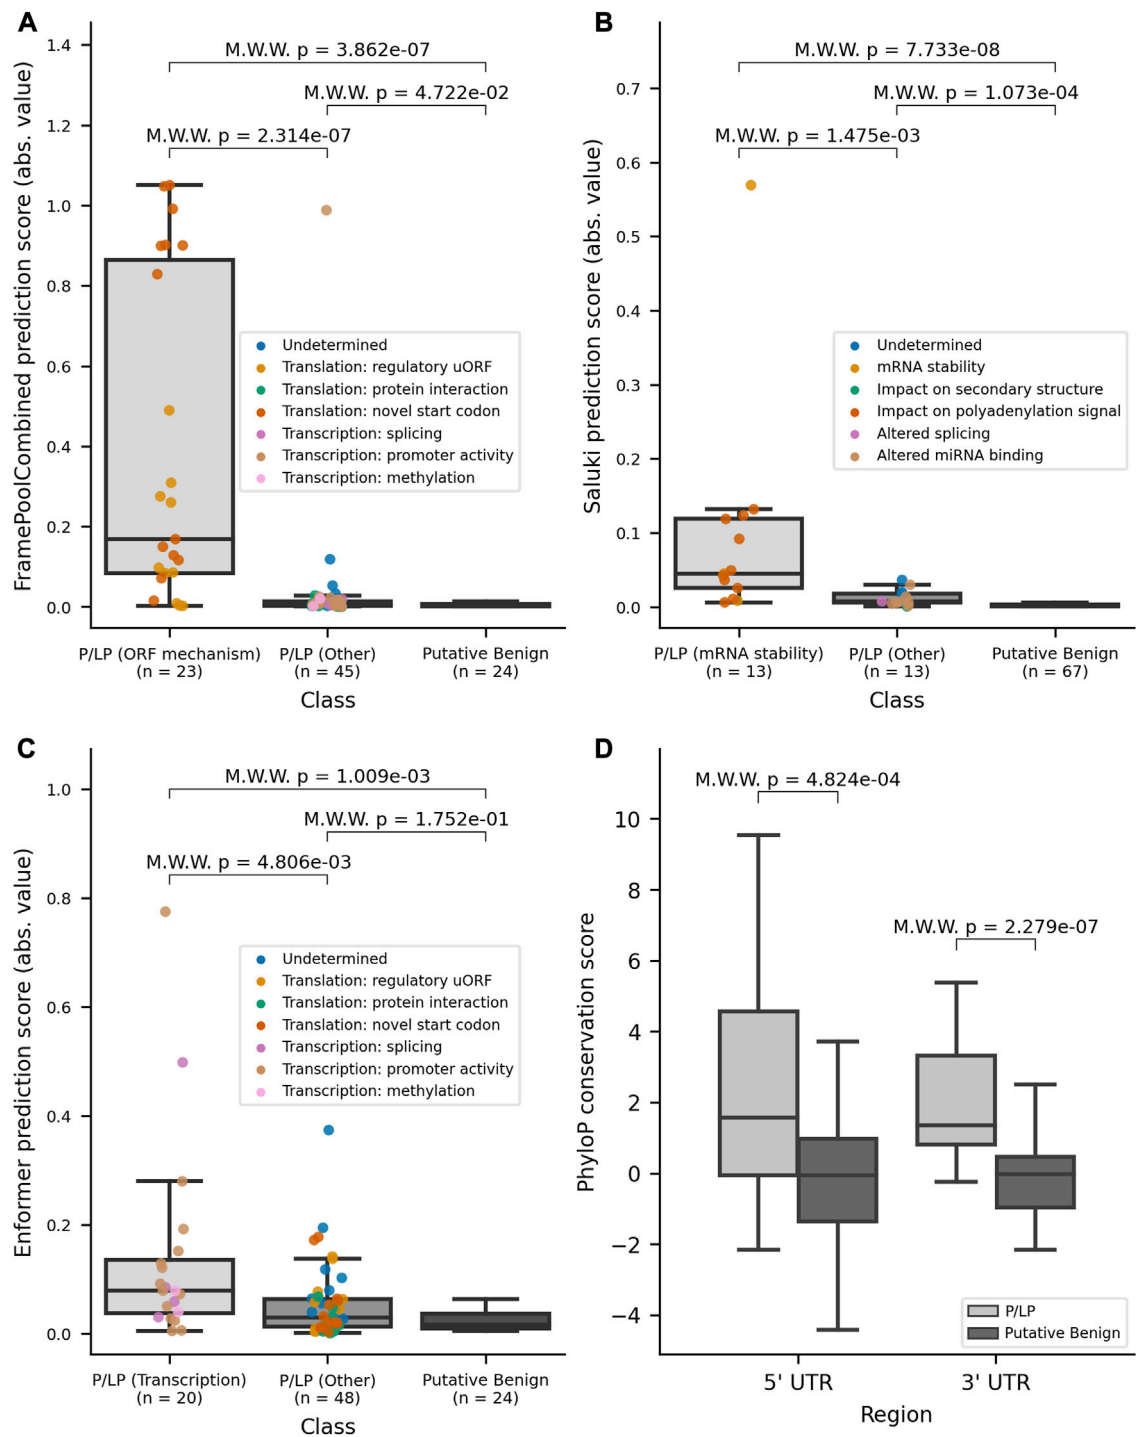 A
FramePoolCombined prediction score (abs. value)
1.4
1.2
1.0
0.8
0.6
0.4
0.2
0.0
M.W.W. p = 3.862e-07
M.W.W. p = 4.722e-02
M.W.W. p = 2.314e-07
Undetermined
Translation: regulatory uORF
Translation: protein interaction
Translation: novel start codon
Transcription: splicing
Transcription: promoter activity
Transcription: methylation
P/LP (ORF mechanism)
(n = 23)
P/LP (Other)
(n = 45)
Putative Benign
(n = 24)
Class
B
Saluki prediction score (abs. value)
0.7
0.6
0.5
0.4
0.3
0.2
0.1
0.0
M.W.W. p = 7.733e-08
M.W.W. p = 1.073e-04
M.W.W. p = 1.475e-03
Undetermined
mRNA stability
Impact on secondary structure
Impact on polyadenylation signal
Altered splicing
Altered miRNA binding
P/LP (mRNA stability)
(n = 13)
P/LP (Other)
(n = 13)
Putative Benign
(n = 67)
Class
C
Enformer prediction score (abs. value)
1.0
0.8
0.6
0.4
0.2
0.0
M.W.W. p = 1.009e-03
M.W.W. p = 1.752e-01
M.W.W. p = 4.806e-03
Undetermined
Translation: regulatory uORF
Translation: protein interaction
Translation: novel start codon
Transcription: splicing
Transcription: promoter activity
Transcription: methylation
P/LP (Transcription)
(n = 20)
P/LP (Other)
(n = 48)
Putative Benign
(n = 24)
Class
D
PhyloP conservation score
10
8
6
4
2
0
−2
−4
M.W.W. p = 4.824e-04
M.W.W. p = 2.279e-07
P/LP
Putative Benign
5' UTR
3' UTR
Region